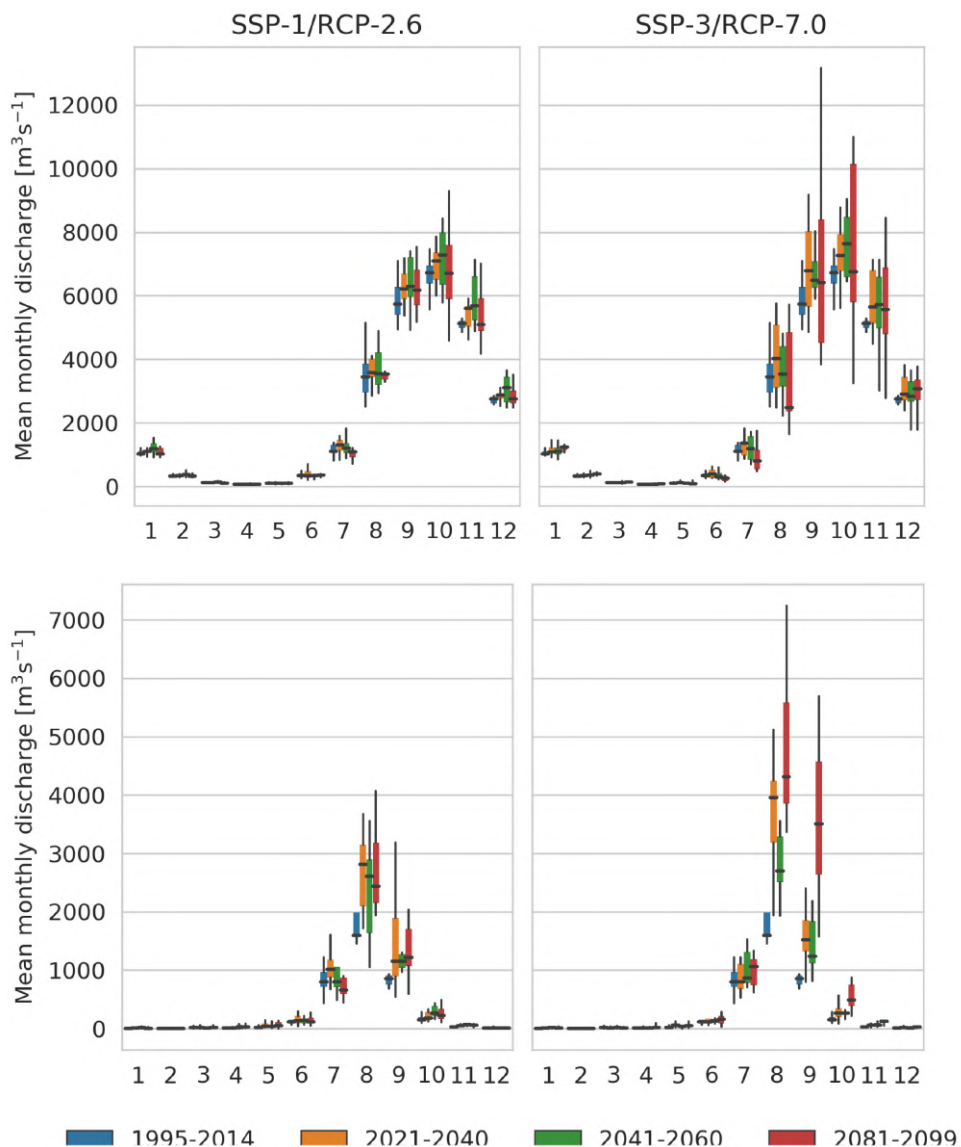 SSP-1/RCP-2.6 SSP-3/RCP-7.0
Mean monthly discharge [m³s⁻¹]
12000
10000
8000
6000
4000
2000
0
1 2 3 4 5 6 7 8 9 10 11 12 1 2 3 4 5 6 7 8 9 10 11 12
Mean monthly discharge [m³s⁻¹]
7000
6000
5000
4000
3000
2000
1000
0
1 2 3 4 5 6 7 8 9 10 11 12 1 2 3 4 5 6 7 8 9 10 11 12
1995-2014 2021-2040 2041-2060 2081-2099